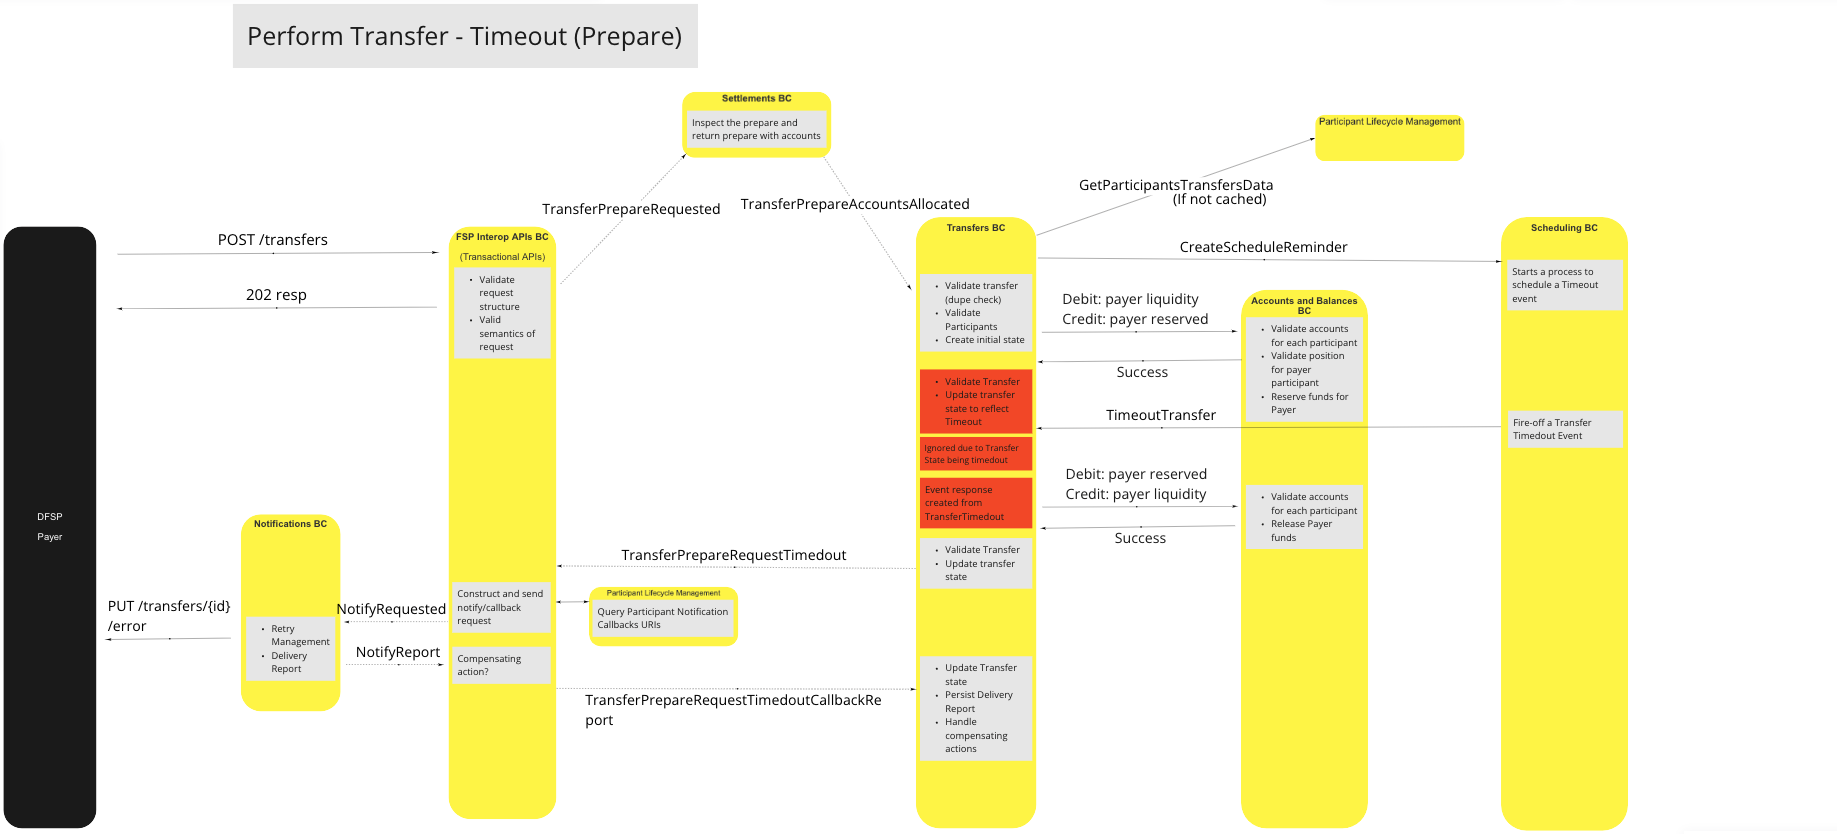 Perform Transfer - Timeout (Prepare)
Settlements BC
Inspect the prepare and
return prepare with accounts
Participant Lifecycle Management
GetParticipantsTransfersData
(If not cached)
TransferPrepareRequested
TransferPrepareAccountsAllocated
DFSP
Payer
POST /transfers
202 resp
FSP Interop APIs BC
(Transactional APIs)
• Validate
request
structure
• Valid
semantics of
request
Transfers BC
• Validate transfer
(dupe check)
• Validate
Participants
• Create initial state
CreateScheduleReminder
Scheduling BC
Starts a process to
schedule a Timeout
event
Debit: payer liquidity
Credit: payer reserved
Accounts and Balances
BC
• Validate accounts
for each participant
• Validate position
for payer
participant
• Reserve funds for
Payer
Success
• Validate Transfer
• Update transfer
state to reflect
Timeout
TimeoutTransfer
Fire-off a Transfer
Timedout Event
Ignored due to Transfer
State being timedout
Event response
created from
TransferTimedout
Debit: payer reserved
Credit: payer liquidity
• Validate accounts
for each participant
• Release Payer
funds
Success
• Validate Transfer
• Update transfer
state
TransferPrepareRequestTimedout
Construct and send
notify/callback
request
Participant Lifecycle Management
Query Participant Notification
Callbacks URIs
Notifications BC
NotifyRequested
• Retry
Management
• Delivery
Report
PUT /transfers/{id}
/error
NotifyReport
Compensating
action?
TransferPrepareRequestTimedoutCallbackRe
port
• Update Transfer
state
• Persist Delivery
Report
• Handle
compensating
actions